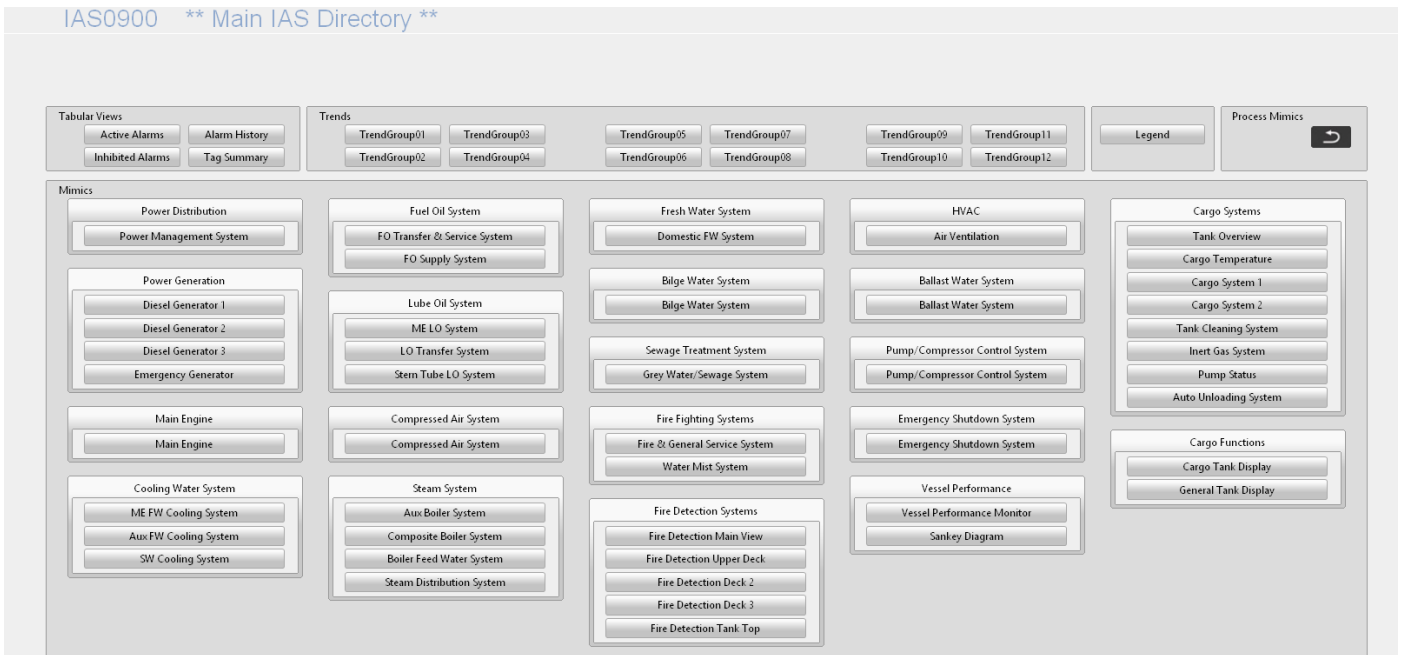 IAS0900 ** Main IAS Directory **
Tabular Views
Active Alarms
Alarm History
Inhibited Alarms
Tag Summary
Trends
TrendGroup01
TrendGroup03
TrendGroup05
TrendGroup07
TrendGroup09
TrendGroup11
TrendGroup02
TrendGroup04
TrendGroup06
TrendGroup08
TrendGroup10
TrendGroup12
Legend
Process Mimics
Mimics
Power Distribution
Power Management System
Power Generation
Diesel Generator 1
Diesel Generator 2
Diesel Generator 3
Emergency Generator
Main Engine
Main Engine
Cooling Water System
ME FW Cooling System
Aux FW Cooling System
SW Cooling System
Fuel Oil System
FO Transfer & Service System
FO Supply System
Lube Oil System
ME LO System
LO Transfer System
Stern Tube LO System
Compressed Air System
Compressed Air System
Steam System
Aux Boiler System
Composite Boiler System
Boiler Feed Water System
Steam Distribution System
Fresh Water System
Domestic FW System
Bilge Water System
Bilge Water System
Sewage Treatment System
Grey Water/Sewage System
Fire Fighting Systems
Fire & General Service System
Water Mist System
Fire Detection Systems
Fire Detection Main View
Fire Detection Upper Deck
Fire Detection Deck 2
Fire Detection Deck 3
Fire Detection Tank Top
HVAC
Air Ventilation
Ballast Water System
Ballast Water System
Pump/Compressor Control System
Pump/Compressor Control System
Emergency Shutdown System
Emergency Shutdown System
Vessel Performance
Vessel Performance Monitor
Sankey Diagram
Cargo Systems
Tank Overview
Cargo Temperature
Cargo System 1
Cargo System 2
Tank Cleaning System
Inert Gas System
Pump Status
Auto Unloading System
Cargo Functions
Cargo Tank Display
General Tank Display